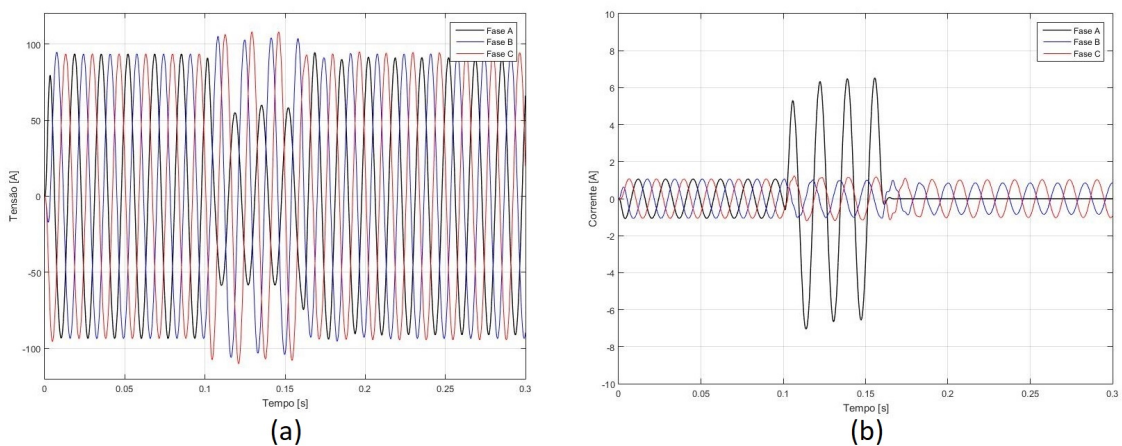 Fase A
Fase B
Fase C
100
50
0
-50
-100
Tensão [A]
0 0.05 0.1 0.15 0.2 0.25 0.3
Tempo [s]
(a)
Fase A
Fase B
Fase C
10
8
6
4
2
0
-2
-4
-6
-8
-10
Corrente [A]
0 0.05 0.1 0.15 0.2 0.25 0.3
Tempo [s]
(b)